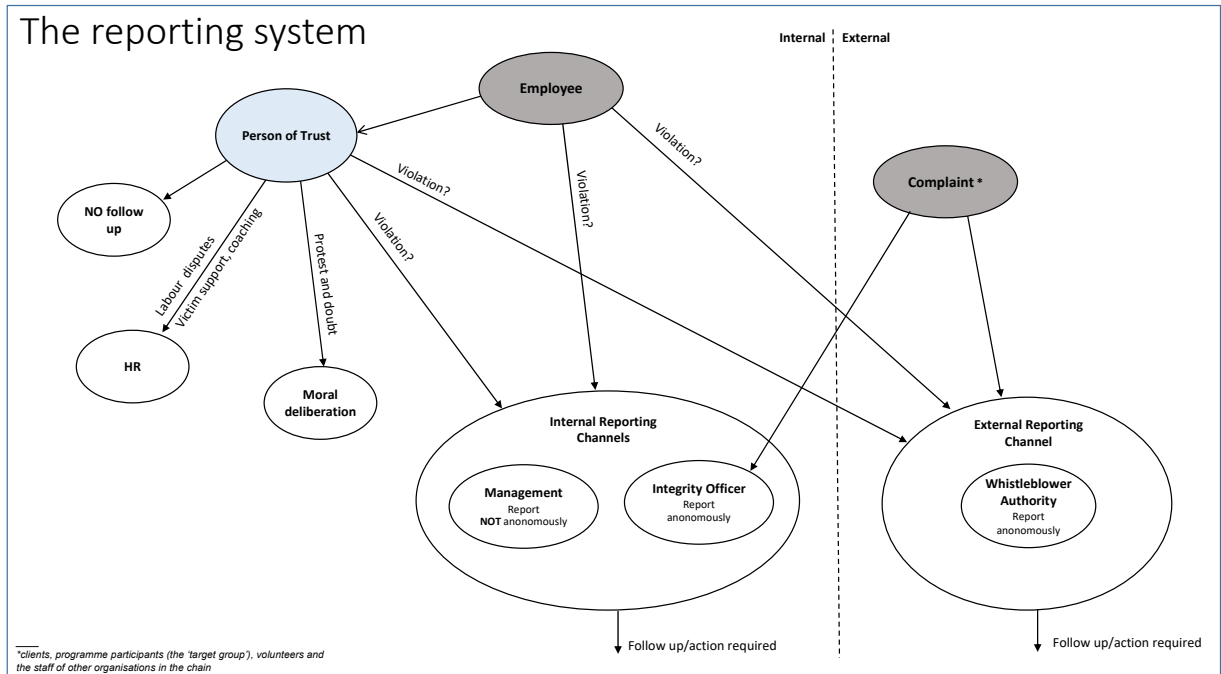 The reporting system
Internal
External
Employee
Person of Trust
Violation?
Violation?
Violation?
Violation?
Complaint *
NO follow
up
Labour disputes
Victim support, coaching
Protest and doubt
HR
Moral
deliberation
Internal Reporting
Channels
Management
Report
NOT anonomously
Integrity Officer
Report
anonomously
External Reporting
Channel
Whistleblower
Authority
Report
anonomously
Follow up/action required
Follow up/action required
*clients, programme participants (the ‘target group’), volunteers and
the staff of other organisations in the chain